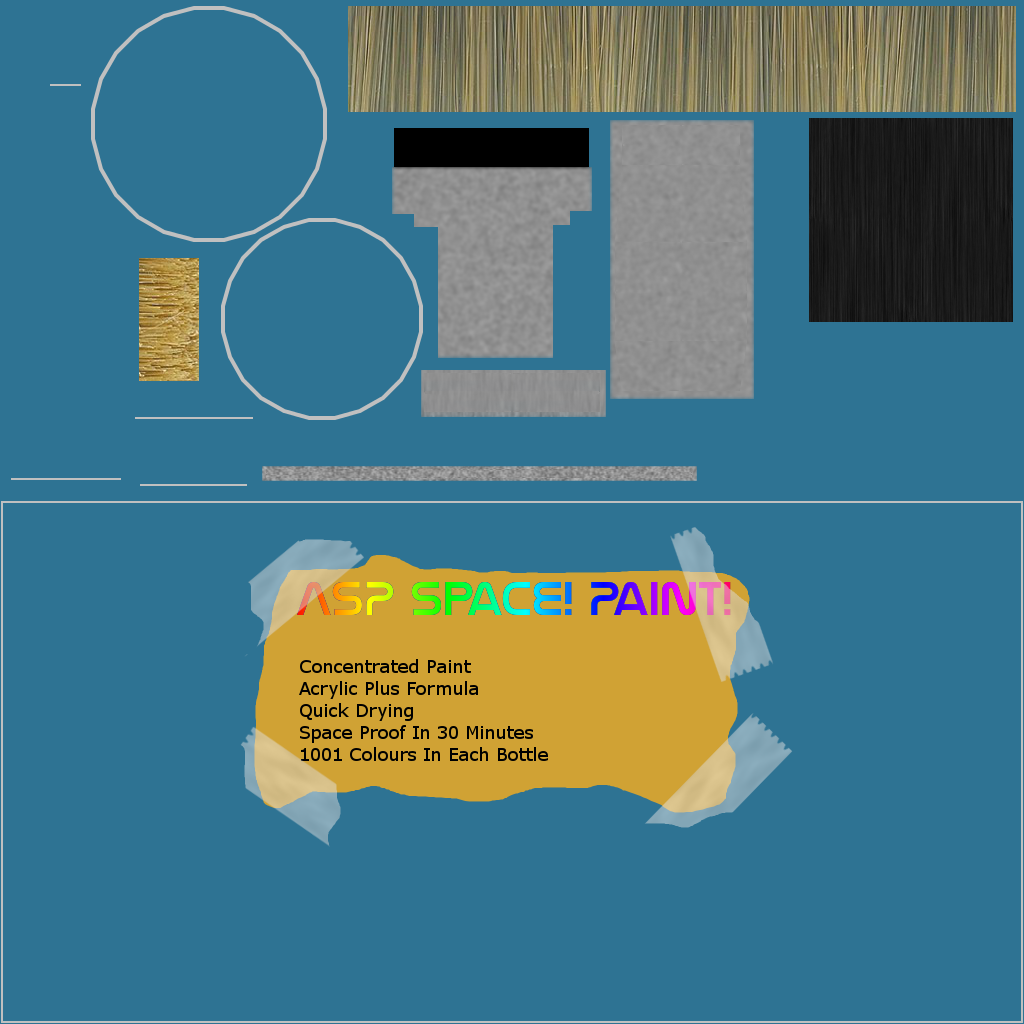 ASP SPACE! PAINT!
Concentrated Paint
Acrylic Plus Formula
Quick Drying
Space Proof In 30 Minutes
1001 Colours In Each Bottle